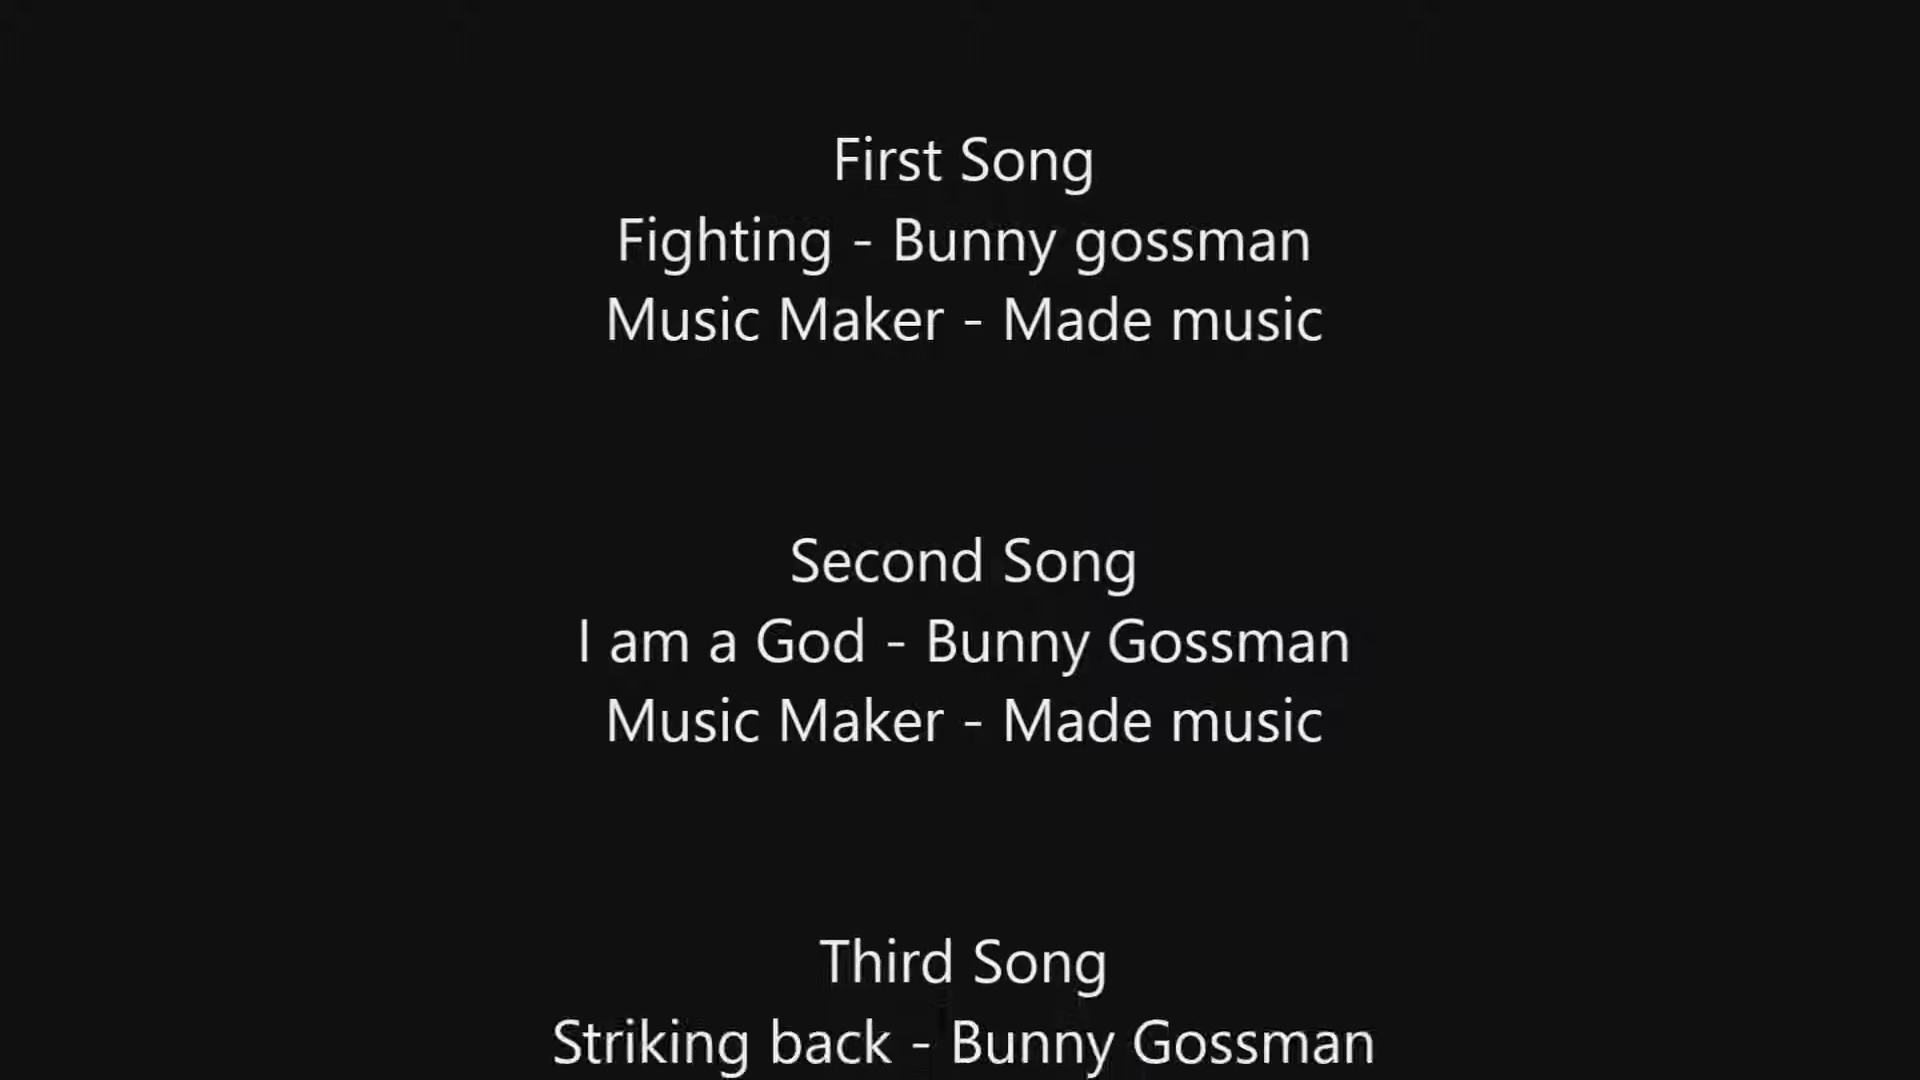 First Song
Fighting - Bunny gossman
Music Maker - Made music
Second Song
I am a God - Bunny Gossman
Music Maker - Made music
Third Song
Striking back - Bunny Gossman